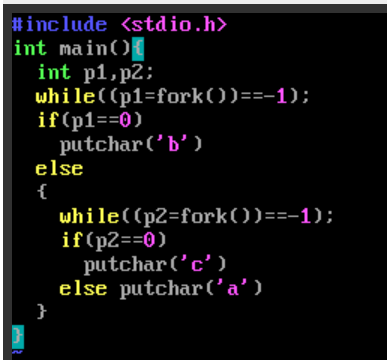 #include <stdio.h>
int main(){
  int p1,p2;
  while((p1=fork())==-1);
  if(p1==0)
    putchar('b')
  else
  {
    while((p2=fork())==-1);
    if(p2==0)
      putchar('c')
    else putchar('a')
  }
}
~